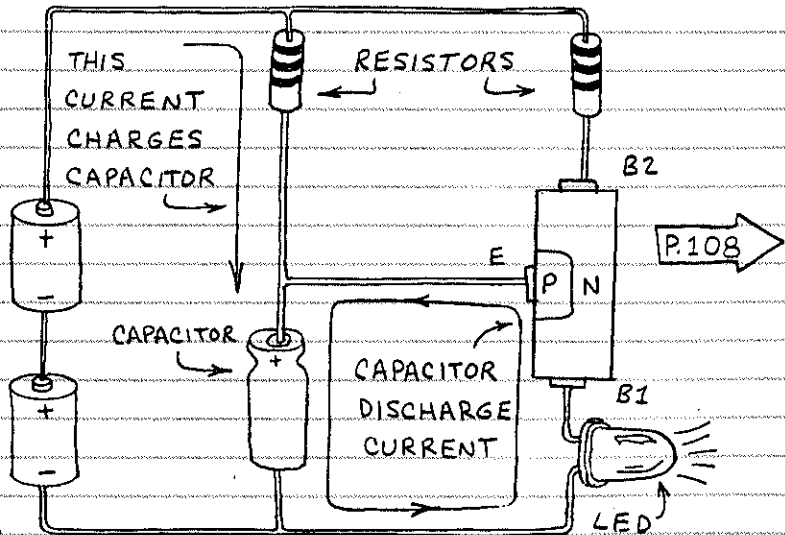 THIS
CURRENT
CHARGES
CAPACITOR
RESISTORS
B2
+
-
E
P N
P.108
+
-
CAPACITOR
+
CAPACITOR
DISCHARGE
CURRENT
B1
LED